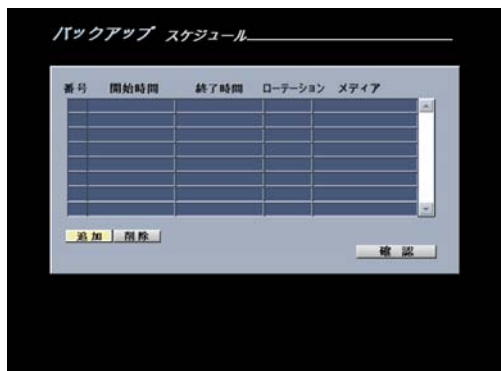 バックアップ スケジュール
番号 開始時間 終了時間 ローテーション メディア
追加 削除
確認